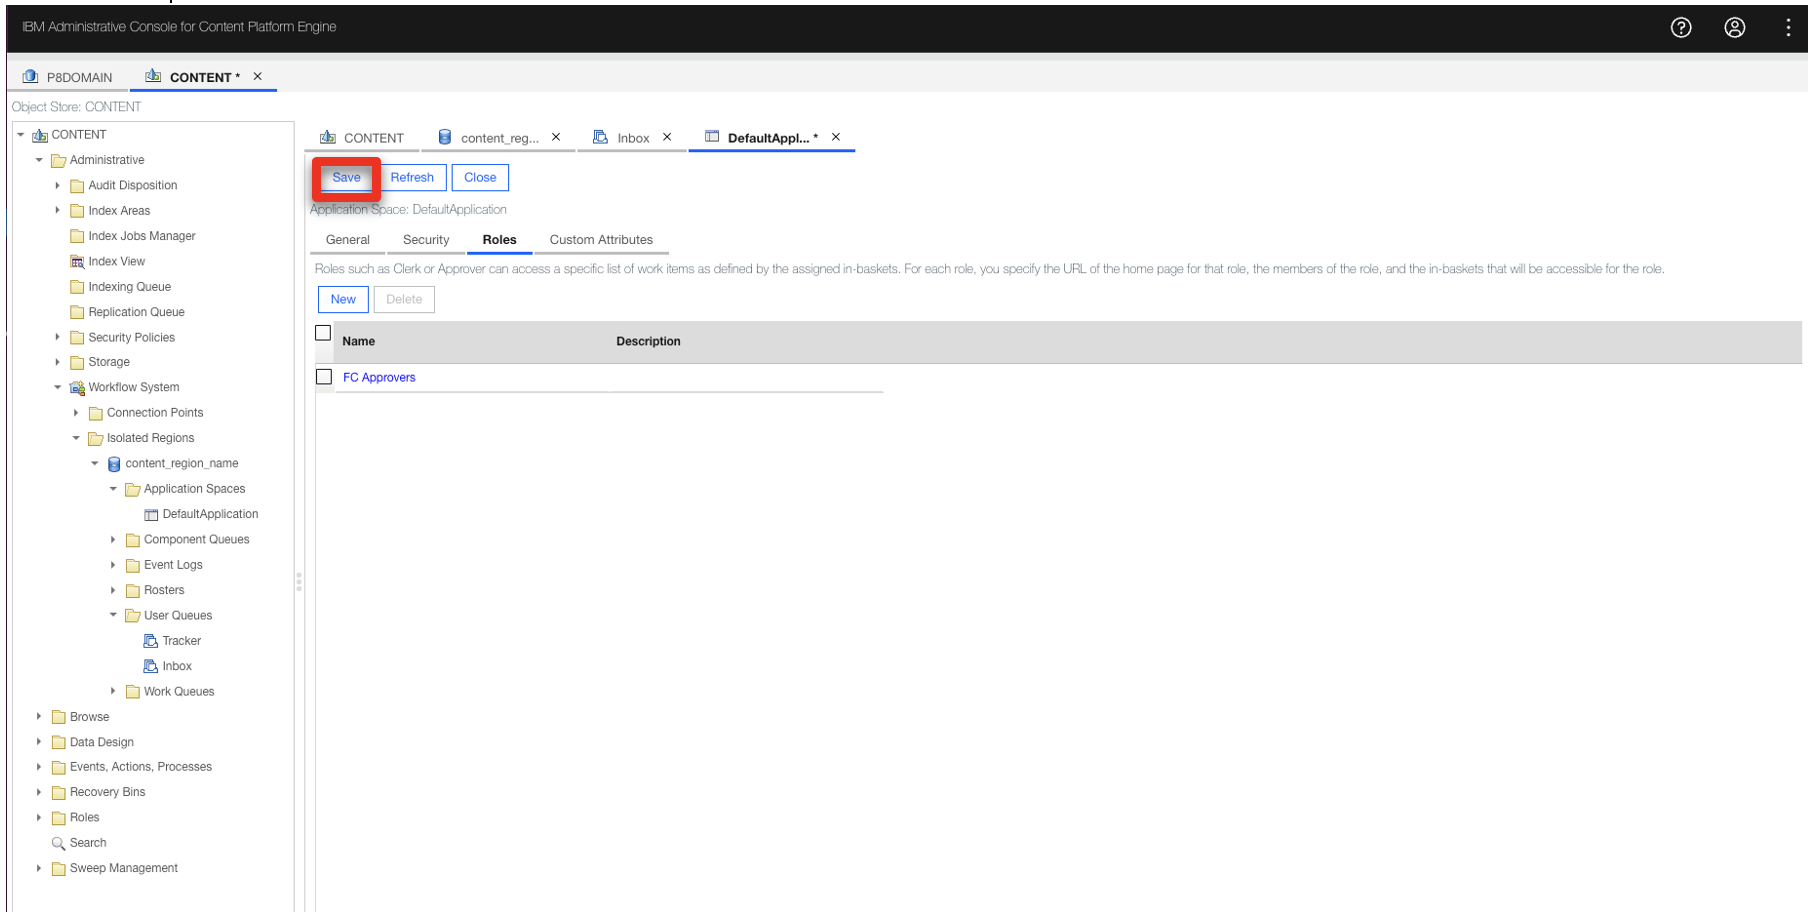 IBM Administrative Console for Content Platform Engine
P8DOMAIN
CONTENT *
Object Store: CONTENT
CONTENT
Administrative
Audit Disposition
Index Areas
Index Jobs Manager
Index View
Indexing Queue
Replication Queue
Security Policies
Storage
Workflow System
Connection Points
Isolated Regions
content_region_name
Application Spaces
DefaultApplication
Component Queues
Event Logs
Rosters
User Queues
Tracker
Inbox
Work Queues
Browse
Data Design
Events, Actions, Processes
Recovery Bins
Roles
Search
Sweep Management
CONTENT
content_reg...
Inbox
DefaultAppl... *
Save
Refresh
Close
Application Space: DefaultApplication
General
Security
Roles
Custom Attributes
Roles such as Clerk or Approver can access a specific list of work items as defined by the assigned in-baskets. For each role, you specify the URL of the home page for that role, the members of the role, and the in-baskets that will be accessible for the role.
New
Delete
Name
Description
FC Approvers